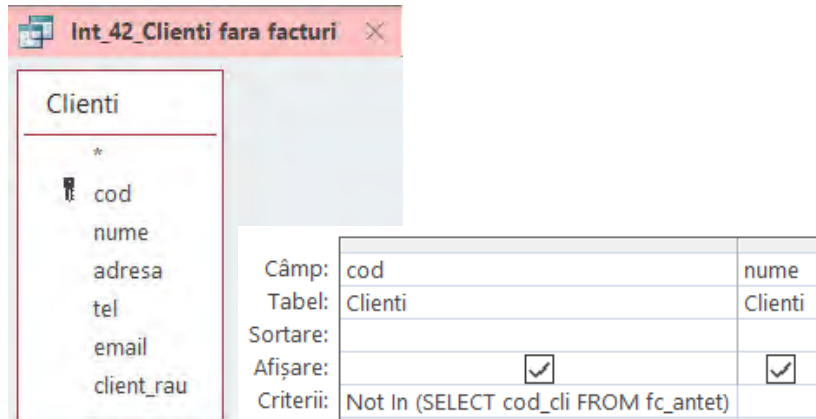 Int_42_Clienti fara facturi
Clienti
*
cod
nume
adresa
tel
email
client_rau
Câmp: cod nume
Tabel: Clienti Clienti
Sortare:
Afișare:
Criterii: Not In (SELECT cod_cli FROM fc_antet)